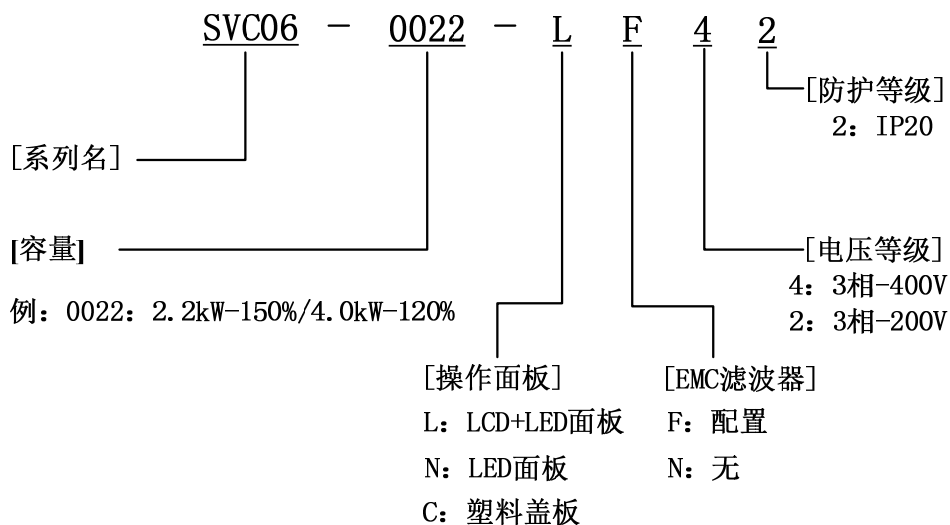 SVC06 - 0022 - L F 4 2
[防护等级]
2: IP20
[系列名]
[容量]
例: 0022: 2.2kW-150%/4.0kW-120%
[电压等级]
4: 3相-400V
2: 3相-200V
[操作面板]
L: LCD+LED面板
N: LED面板
C: 塑料盖板
[EMC滤波器]
F: 配置
N: 无